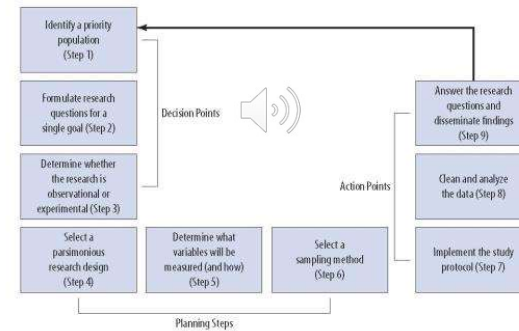 Identify a priority
population
(Step 1)
Formulate research
questions for a
single goal (Step 2)
Determine whether
the research is
observational or
experimental (Step 3)
Decision Points
Select a
parsimonious
research design
(Step 4)
Determine what
variables will be
measured (and how)
(Step 5)
Select a
sampling method
(Step 6)
Planning Steps
Implement the study
protocol (Step 7)
Clean and analyze
the data (Step 8)
Answer the research
questions and
disseminate findings
(Step 9)
Action Points